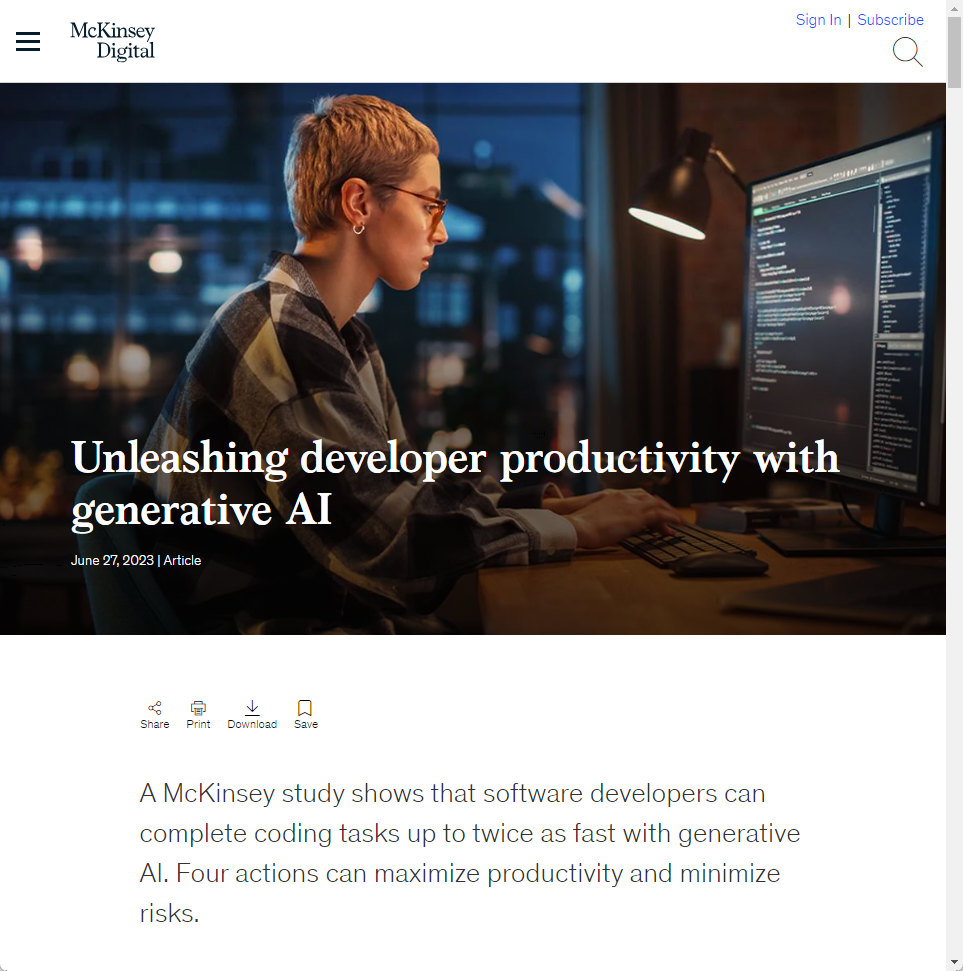 McKinsey
Digital
Sign In | Subscribe
Unleashing developer productivity with
generative AI
June 27, 2023 | Article
Share Print Download Save
A McKinsey study shows that software developers can
complete coding tasks up to twice as fast with generative
AI. Four actions can maximize productivity and minimize
risks.